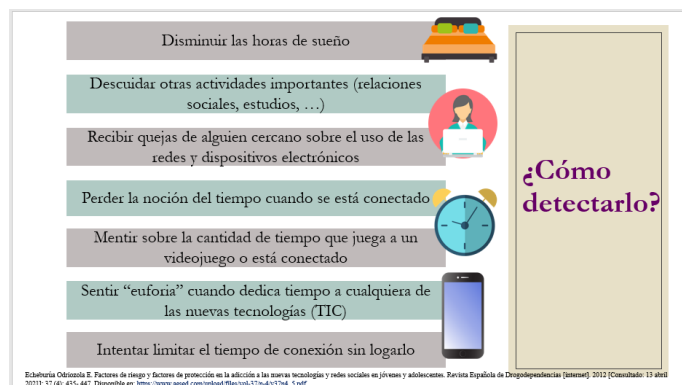 Disminuir las horas de sueño
Descuidar otras actividades importantes (relaciones
sociales, estudios, …)
Recibir quejas de alguien cercano sobre el uso de las
redes y dispositivos electrónicos
Perder la noción del tiempo cuando se está conectado
Mentir sobre la cantidad de tiempo que juega a un
videojuego o está conectado
Sentir “euforia” cuando dedica tiempo a cualquiera de
las nuevas tecnologías (TIC)
Intentar limitar el tiempo de conexión sin logarlo
¿Cómo
detectarlo?
Echeburúa Odriozola E. Factores de riesgo y factores de protección en la adicción a las nuevas tecnologías y redes sociales en jóvenes y adolescentes. Revista Española de Drogodependencias [internet]. 2012 [Consultado: 13 abril
2021]; 37 (4): 435- 447. Disponible en: